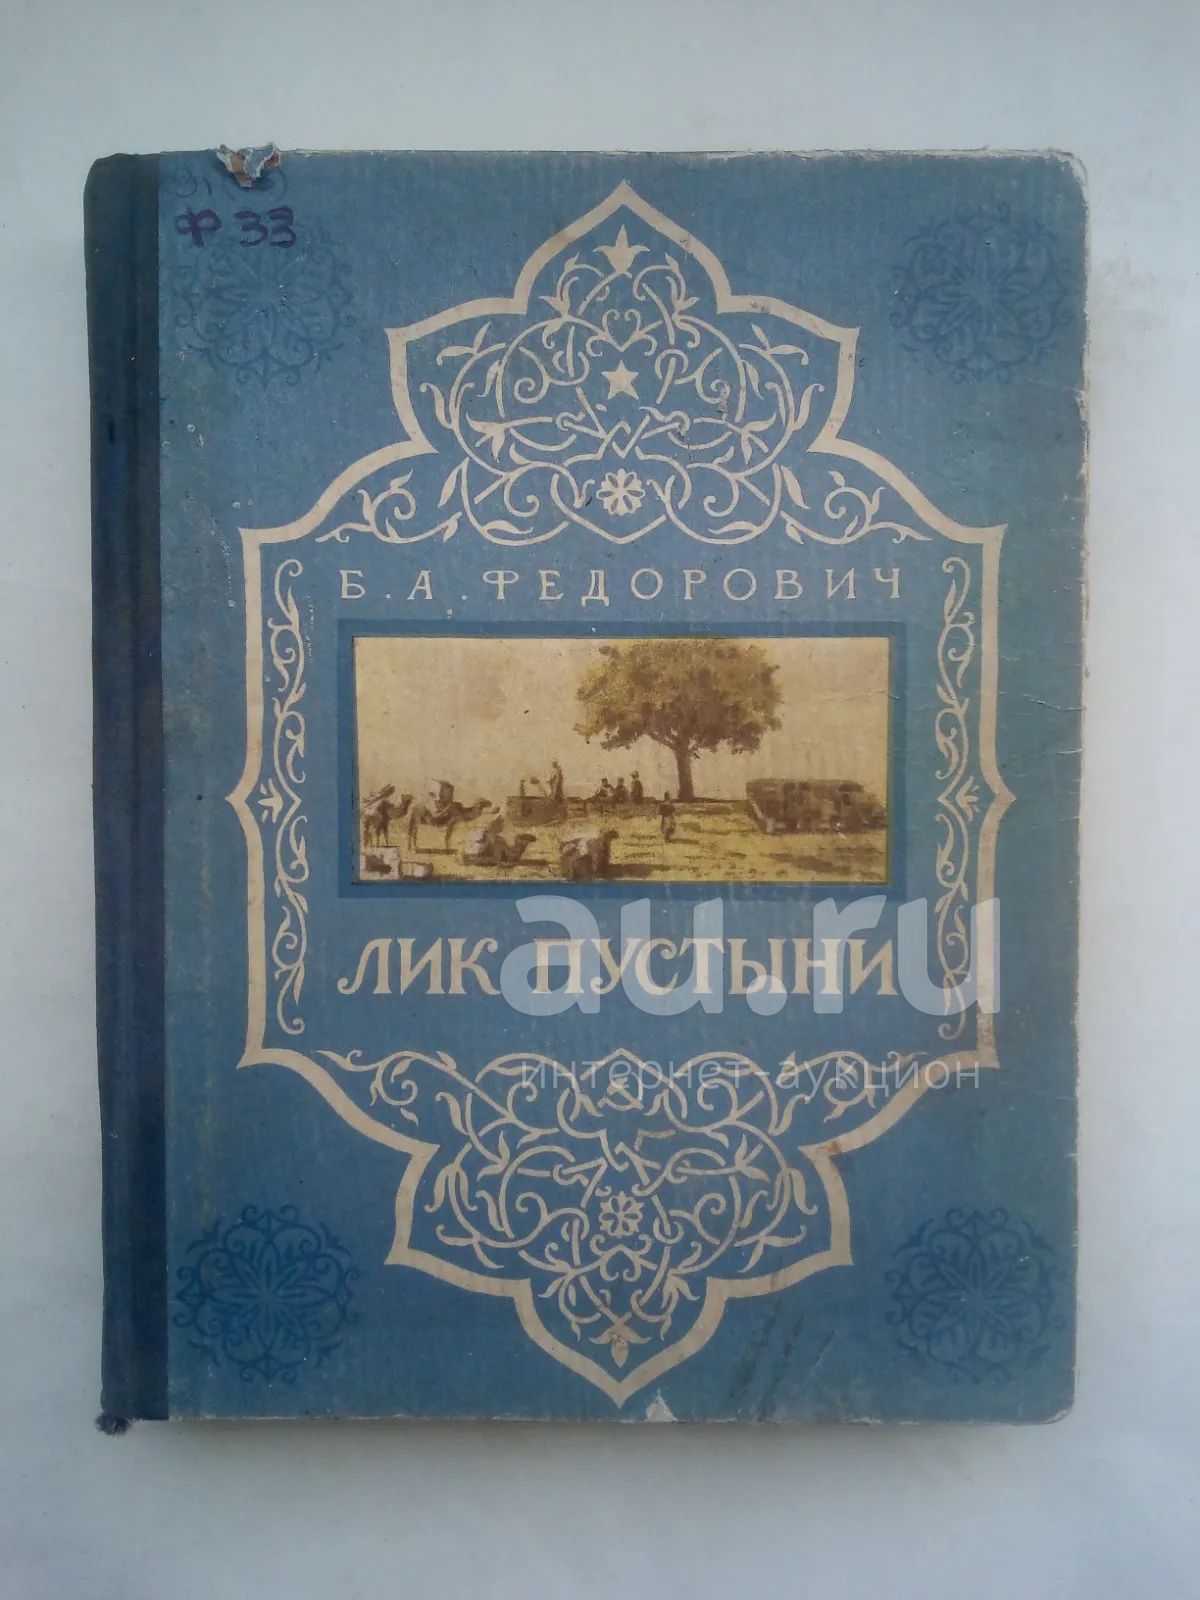 Ф 33
Б. А. ФЕДОРОВИЧ
ЛИК ПУСТЫНИ
au.ru
интернет-аукцион